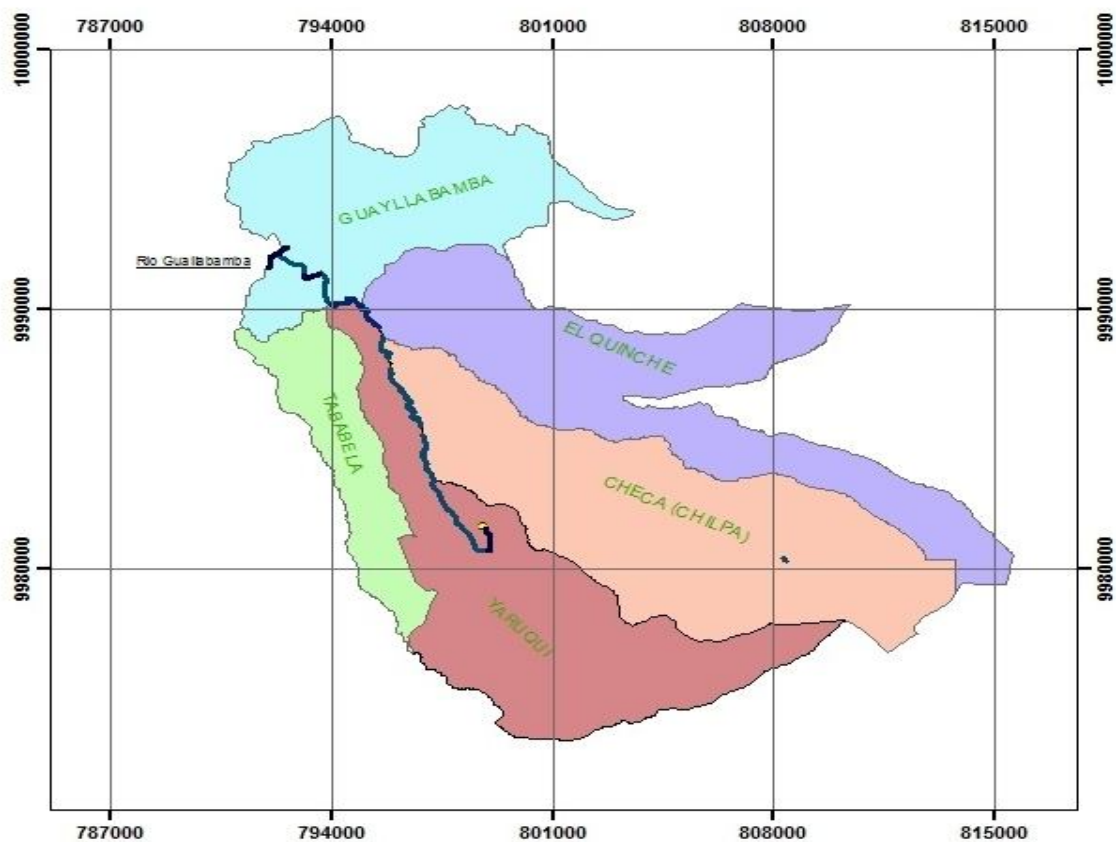 787000 794000 801000 808000 815000
10000000 10000000
GUAYLLABAMBA
Rio Guallabamba
9990000 9990000
EL QUINCHE
TABABELA
CHECA (CHILPA)
9980000 9980000
YARUQUI
787000 794000 801000 808000 815000